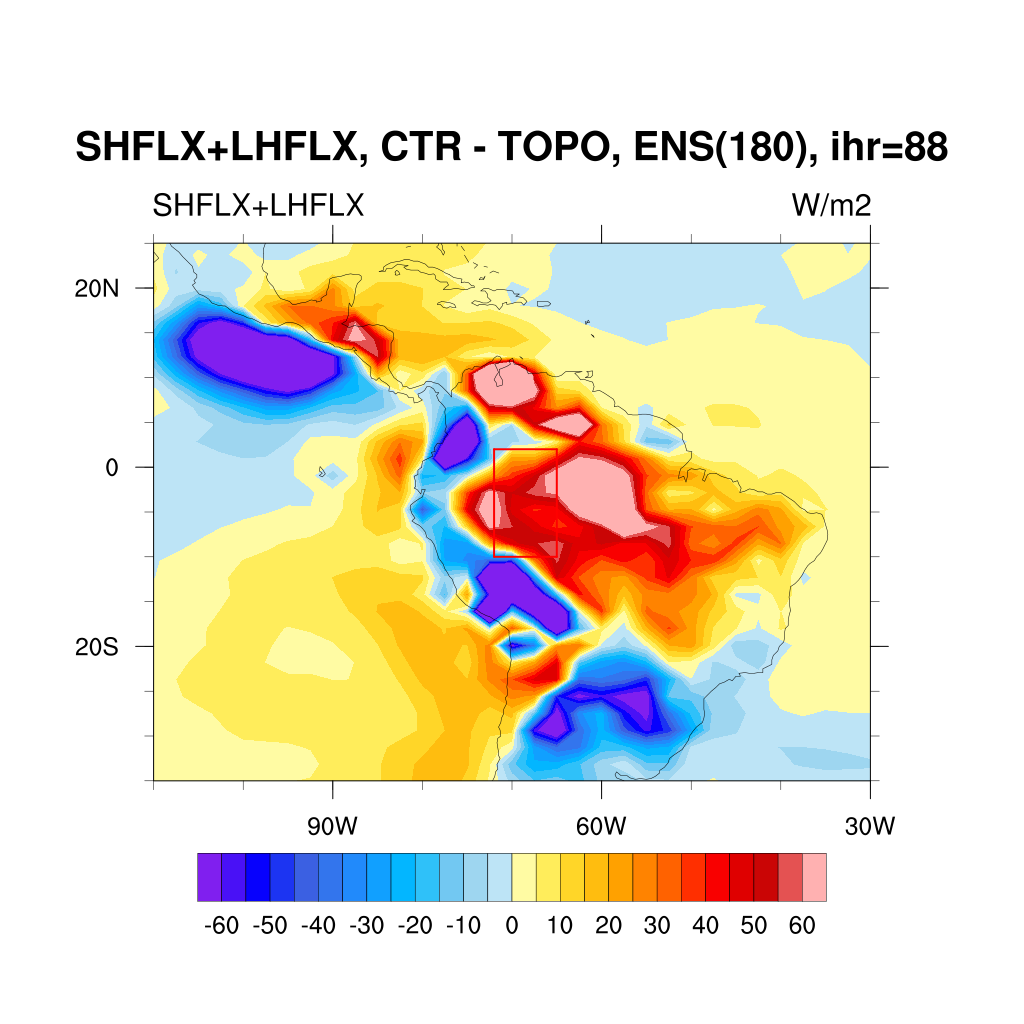 SHFLX+LHFLX, CTR - TOPO, ENS(180), ihr=88
SHFLX+LHFLX W/m2
20N
0
20S
90W 60W 30W
-60 -50 -40 -30 -20 -10 0 10 20 30 40 50 60